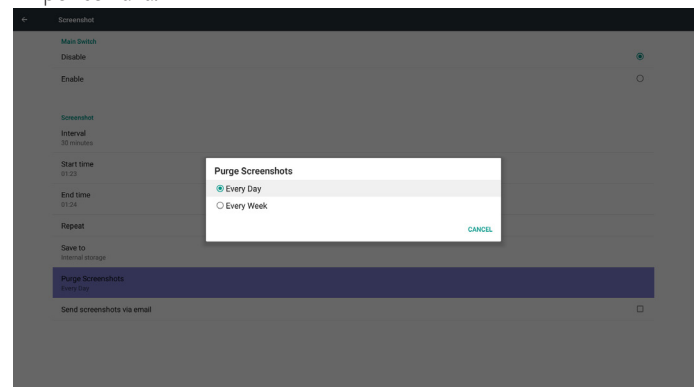 Screenshot
Main Switch
Disable
Enable
Screenshot
Interval
30 minutes
Start time
01:23
End time
01:24
Repeat
Save to
Internal storage
Purge Screenshots
Every Day
Send screenshots via email
Purge Screenshots
Every Day
Every Week
CANCEL